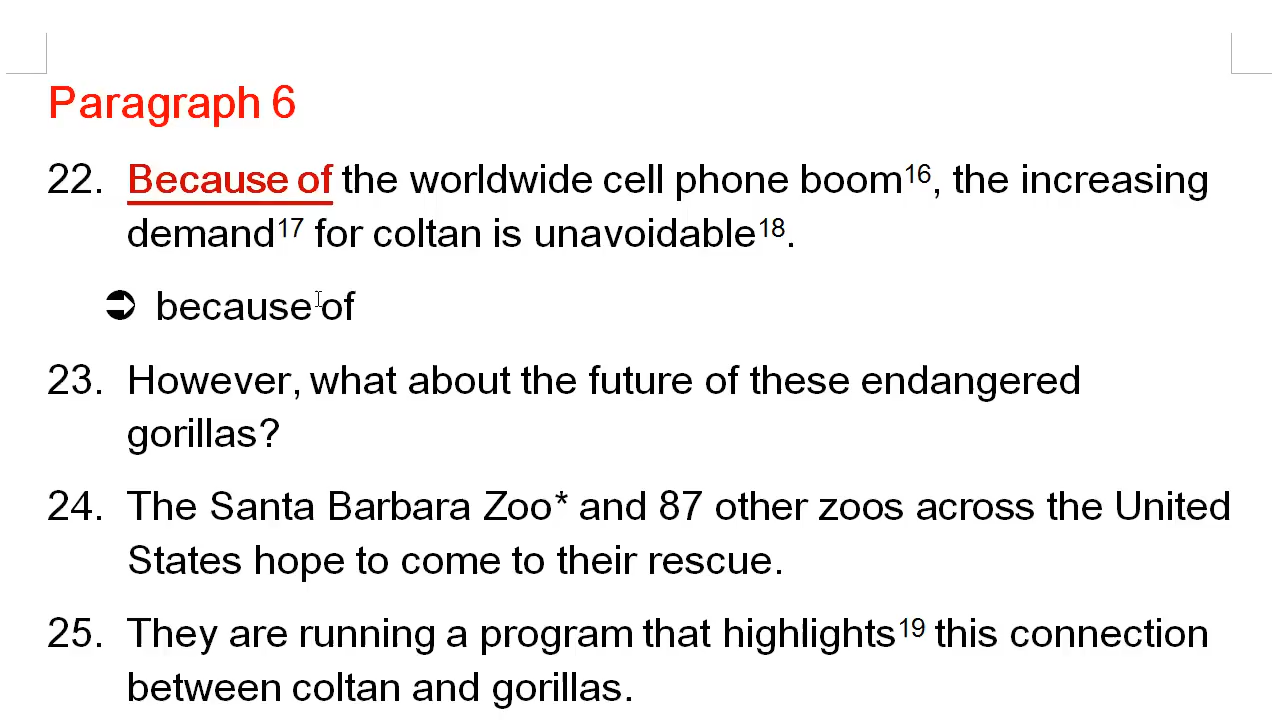 Paragraph 6
22. Because of the worldwide cell phone boom16, the increasing
demand17 for coltan is unavoidable18.
➲ because of
23. However, what about the future of these endangered
gorillas?
24. The Santa Barbara Zoo* and 87 other zoos across the United
States hope to come to their rescue.
25. They are running a program that highlights19 this connection
between coltan and gorillas.